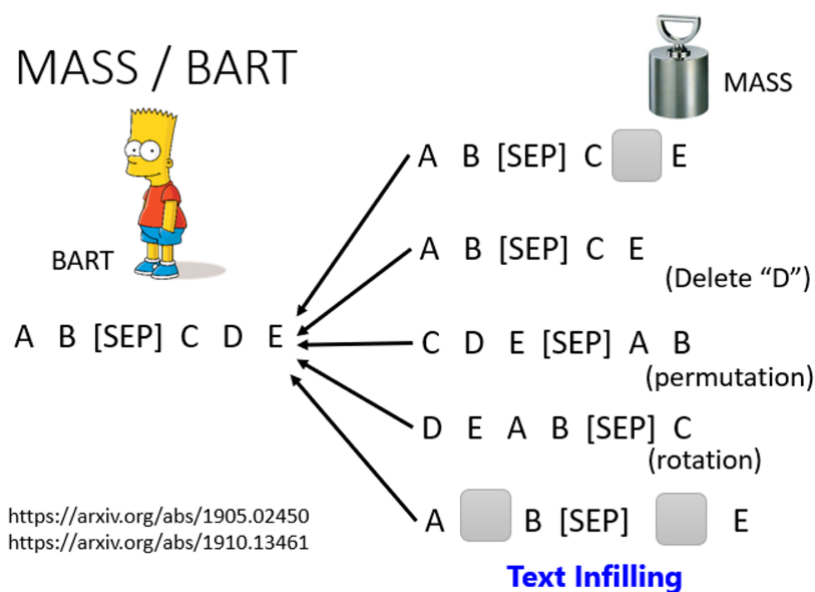 MASS / BART
MASS
A B [SEP] C E
BART
A B [SEP] C E
(Delete “D”)
A B [SEP] C D E
C D E [SEP] A B
(permutation)
D E A B [SEP] C
(rotation)
A B [SEP] E
https://arxiv.org/abs/1905.02450
https://arxiv.org/abs/1910.13461
Text Infilling